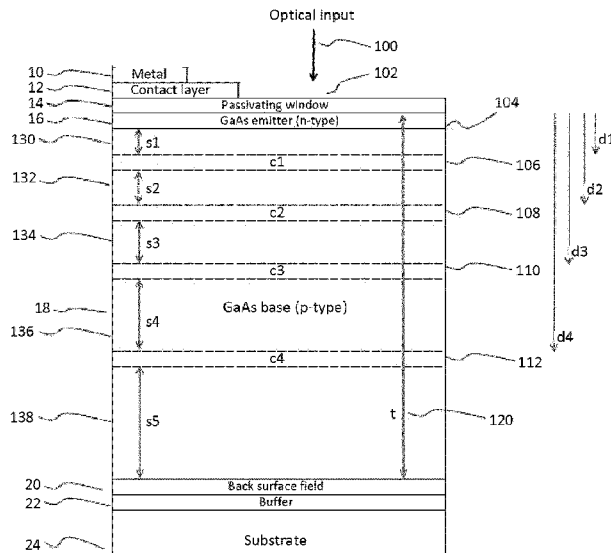 Optical input
100
10
Metal
102
12
Contact layer
14
Passivating window
16
GaAs emitter (n-type)
104
130
s1
d1
c1
106
132
s2
d2
c2
108
134
s3
d3
c3
110
18
s4
GaAs base (p-type)
136
d4
c4
112
138
s5
t
120
20
Back surface field
22
Buffer
24
Substrate